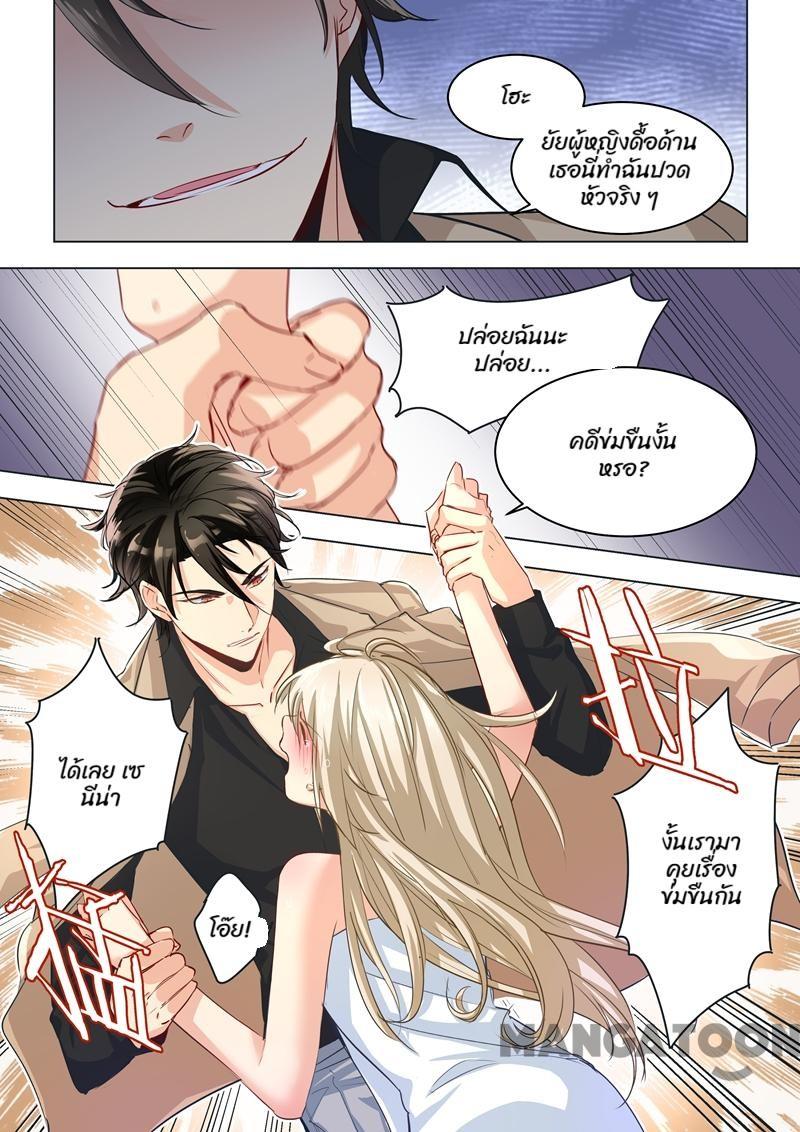 โฮะ
ยัยผู้หญิงดื้อด้าน
เธอนี่ทำฉันปวด
หัวจริง ๆ
ปล่อยฉันนะ
ปล่อย...
คดีข่มขืนงั้น
หรอ?
ได้เลย เซ
นีน่า
งั้นเรามา
คุยเรื่อง
ข่มขืนกัน
โอ๊ย!
MANGATOON